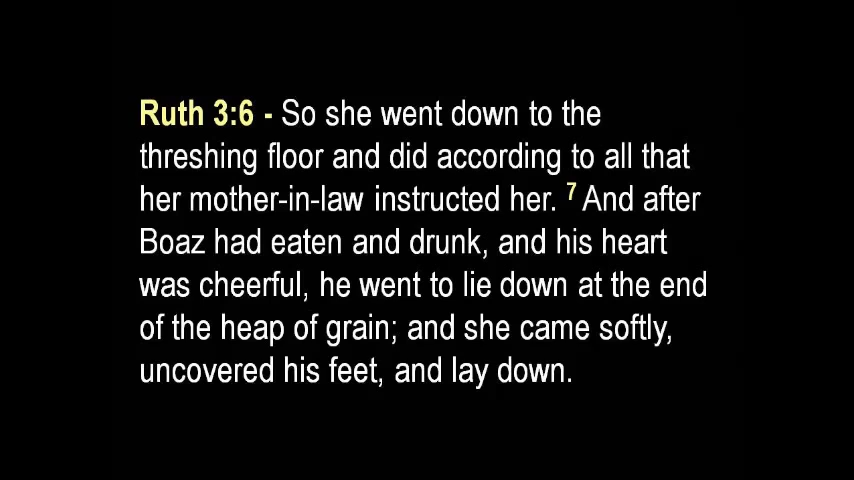 Ruth 3:6 - So she went down to the
threshing floor and did according to all that
her mother-in-law instructed her. 7 And after
Boaz had eaten and drunk, and his heart
was cheerful, he went to lie down at the end
of the heap of grain; and she came softly,
uncovered his feet, and lay down.